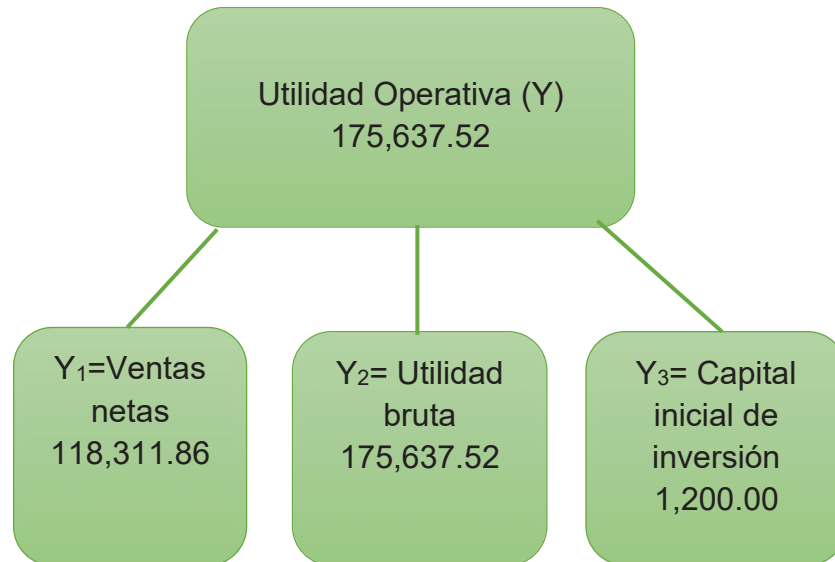 Utilidad Operativa (Y)
175,637.52
Y₁=Ventas
netas
118,311.86
Y₂= Utilidad
bruta
175,637.52
Y₃= Capital
inicial de
inversión
1,200.00